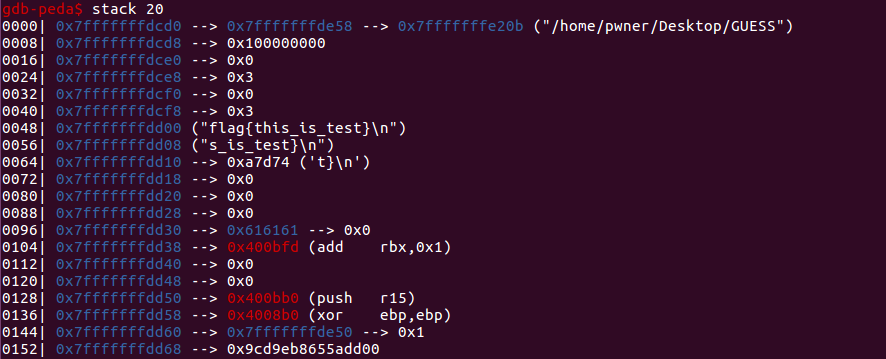 gdb-peda$ stack 20
0000| 0x7fffffffdcd0 --> 0x7fffffffde58 --> 0x7fffffffe20b ("/home/pwner/Desktop/GUESS")
0008| 0x7fffffffdcd8 --> 0x100000000
0016| 0x7fffffffdce0 --> 0x0
0024| 0x7fffffffdce8 --> 0x3
0032| 0x7fffffffdcf0 --> 0x0
0040| 0x7fffffffdcf8 --> 0x3
0048| 0x7fffffffdd00 ("flag{this_is_test}\n")
0056| 0x7fffffffdd08 ("s_is_test}\n")
0064| 0x7fffffffdd10 --> 0xa7d74 ('t}\n')
0072| 0x7fffffffdd18 --> 0x0
0080| 0x7fffffffdd20 --> 0x0
0088| 0x7fffffffdd28 --> 0x0
0096| 0x7fffffffdd30 --> 0x616161 --> 0x0
0104| 0x7fffffffdd38 --> 0x400bfd (add    rbx,0x1)
0112| 0x7fffffffdd40 --> 0x0
0120| 0x7fffffffdd48 --> 0x0
0128| 0x7fffffffdd50 --> 0x400bb0 (push   r15)
0136| 0x7fffffffdd58 --> 0x4008b0 (xor    ebp,ebp)
0144| 0x7fffffffdd60 --> 0x7fffffffde50 --> 0x1
0152| 0x7fffffffdd68 --> 0x9cd9eb8655add00